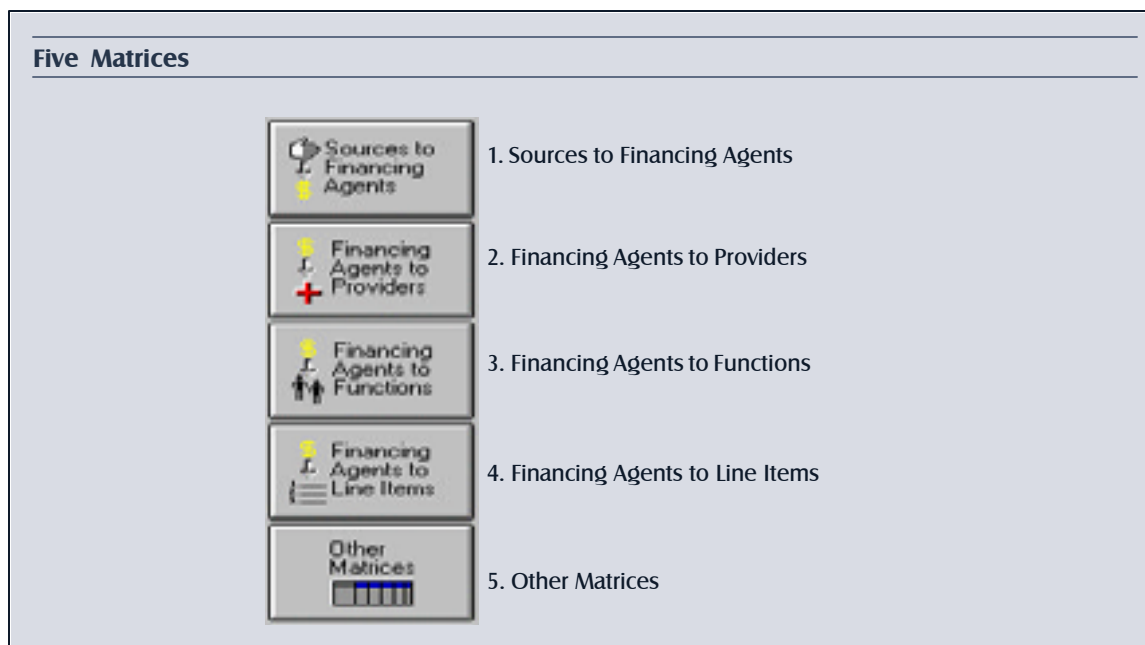 Five Matrices
Sources to
Financing
Agents
1. Sources to Financing Agents
Financing
Agents to
Providers
2. Financing Agents to Providers
Financing
Agents to
Functions
3. Financing Agents to Functions
Financing
Agents to
Line Items
4. Financing Agents to Line Items
Other
Matrices
5. Other Matrices